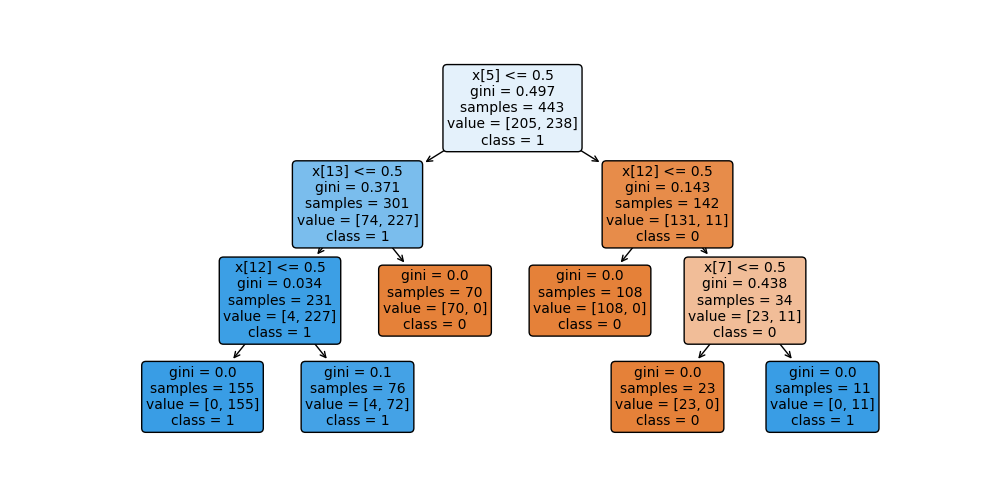 x[5] <= 0.5
gini = 0.497
samples = 443
value = [205, 238]
class = 1
x[13] <= 0.5
gini = 0.371
samples = 301
value = [74, 227]
class = 1
x[12] <= 0.5
gini = 0.143
samples = 142
value = [131, 11]
class = 0
x[12] <= 0.5
gini = 0.034
samples = 231
value = [4, 227]
class = 1
gini = 0.0
samples = 70
value = [70, 0]
class = 0
gini = 0.0
samples = 108
value = [108, 0]
class = 0
x[7] <= 0.5
gini = 0.438
samples = 34
value = [23, 11]
class = 0
gini = 0.0
samples = 155
value = [0, 155]
class = 1
gini = 0.1
samples = 76
value = [4, 72]
class = 1
gini = 0.0
samples = 23
value = [23, 0]
class = 0
gini = 0.0
samples = 11
value = [0, 11]
class = 1